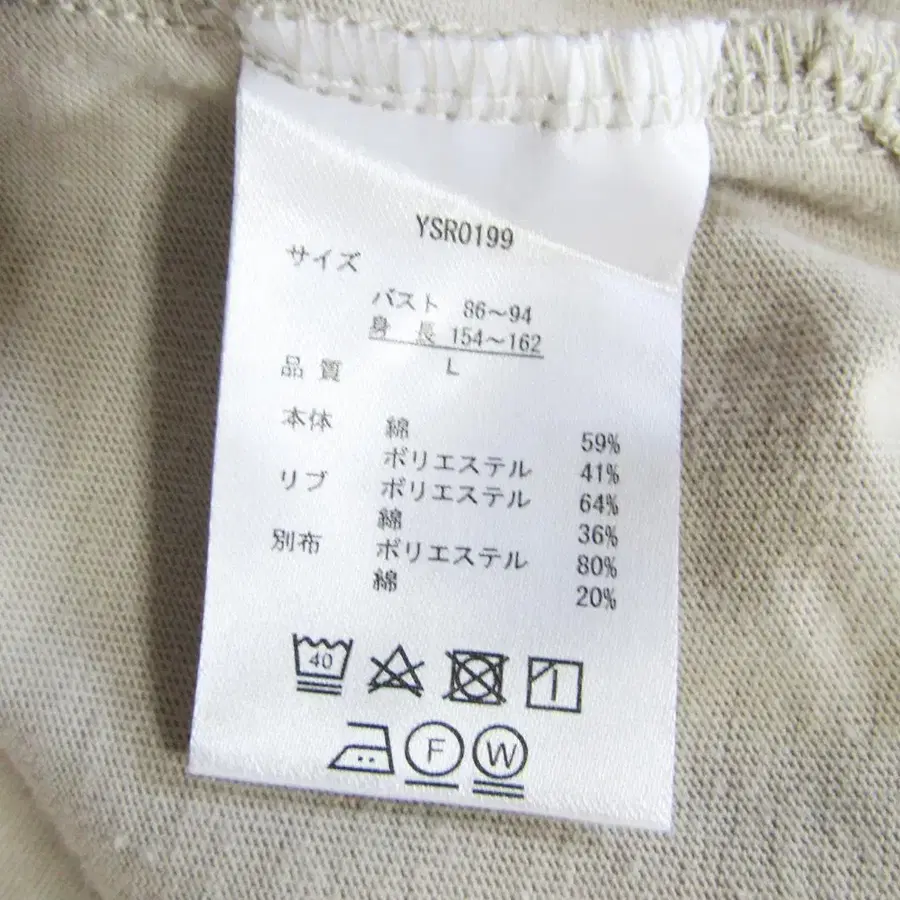 YSR0199
サイズ
バスト 86～94
身長 154～162
L
品質
本体 綿 59%
ポリエステル 41%
リブ ポリエステル 64%
綿 36%
別布 ポリエステル 80%
綿 20%
40
F W